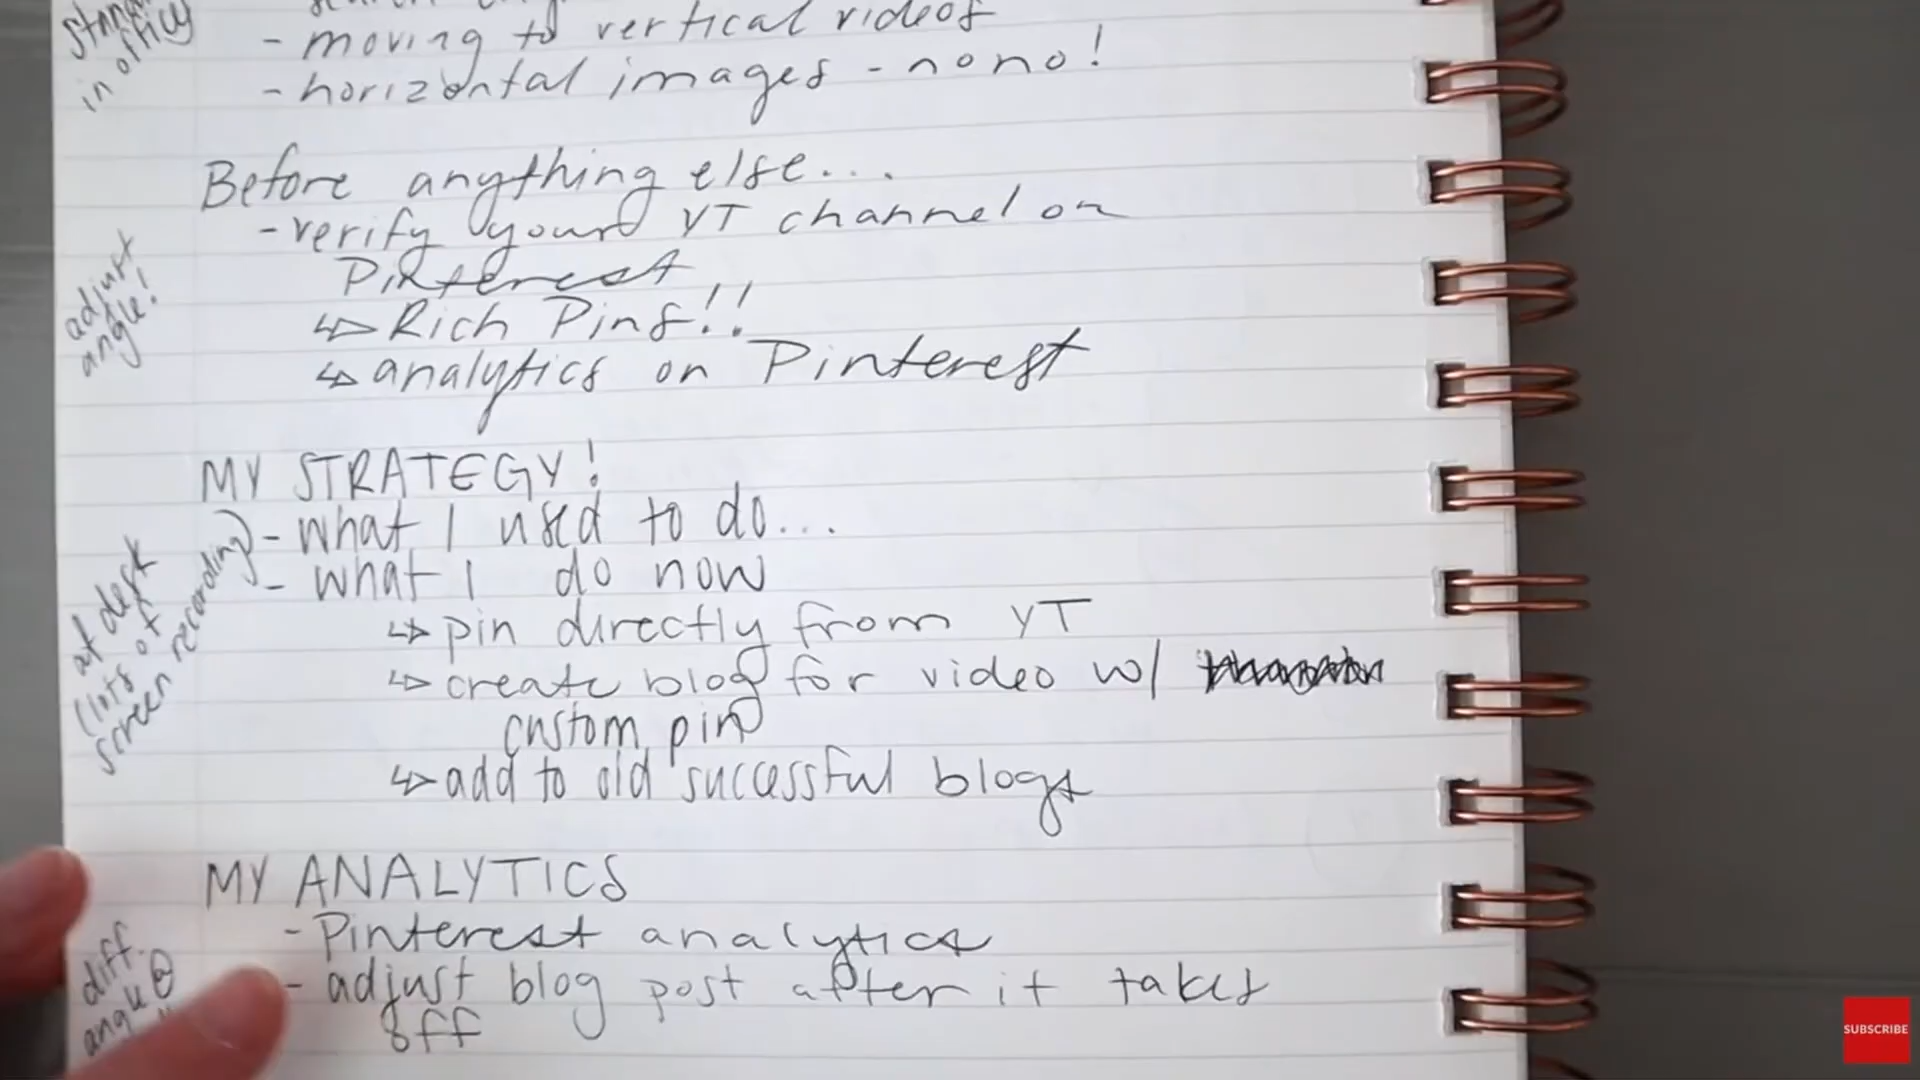 - moving to vertical videos
- horizontal images - no no!
in office
Before anything else...
- verify your YT channel on
Pinterest
↳ Rich Pins!!
↳ analytics on Pinterest
adjust
angle!
MY STRATEGY!
- what I used to do...
- what I do now
↳ pin directly from YT
↳ create blog for video w/
custom pin
↳ add to old successful blogs
at desk
(lots of
screen recording)
MY ANALYTICS
- Pinterest analytics
- adjust blog post after it takes
off
diff.
angle @
SUBSCRIBE